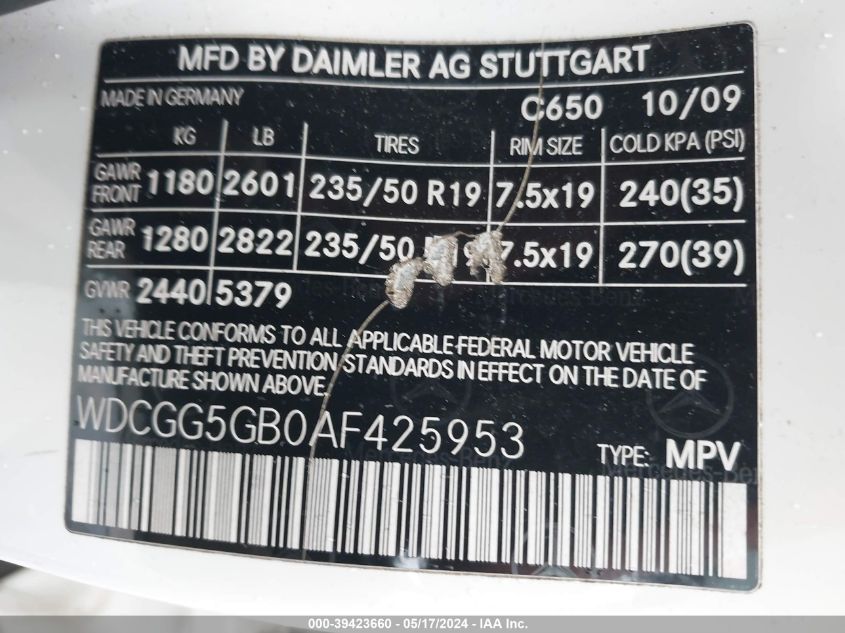 MFD BY DAIMLER AG STUTTGART
MADE IN GERMANY C650 10/09
KG LB TIRES RIM SIZE COLD KPA (PSI)
GAWR FRONT 1180 2601 235/50 R19 7.5x19 240(35)
GAWR REAR 1280 2822 235/50 R19 7.5x19 270(39)
GVWR 2440 5379
THIS VEHICLE CONFORMS TO ALL APPLICABLE FEDERAL MOTOR VEHICLE
SAFETY AND THEFT PREVENTION STANDARDS IN EFFECT ON THE DATE OF
MANUFACTURE SHOWN ABOVE.
WDCGG5GB0AF425953 TYPE: MPV
Mercedes-Benz
000-39423660 - 05/17/2024 - IAA Inc.